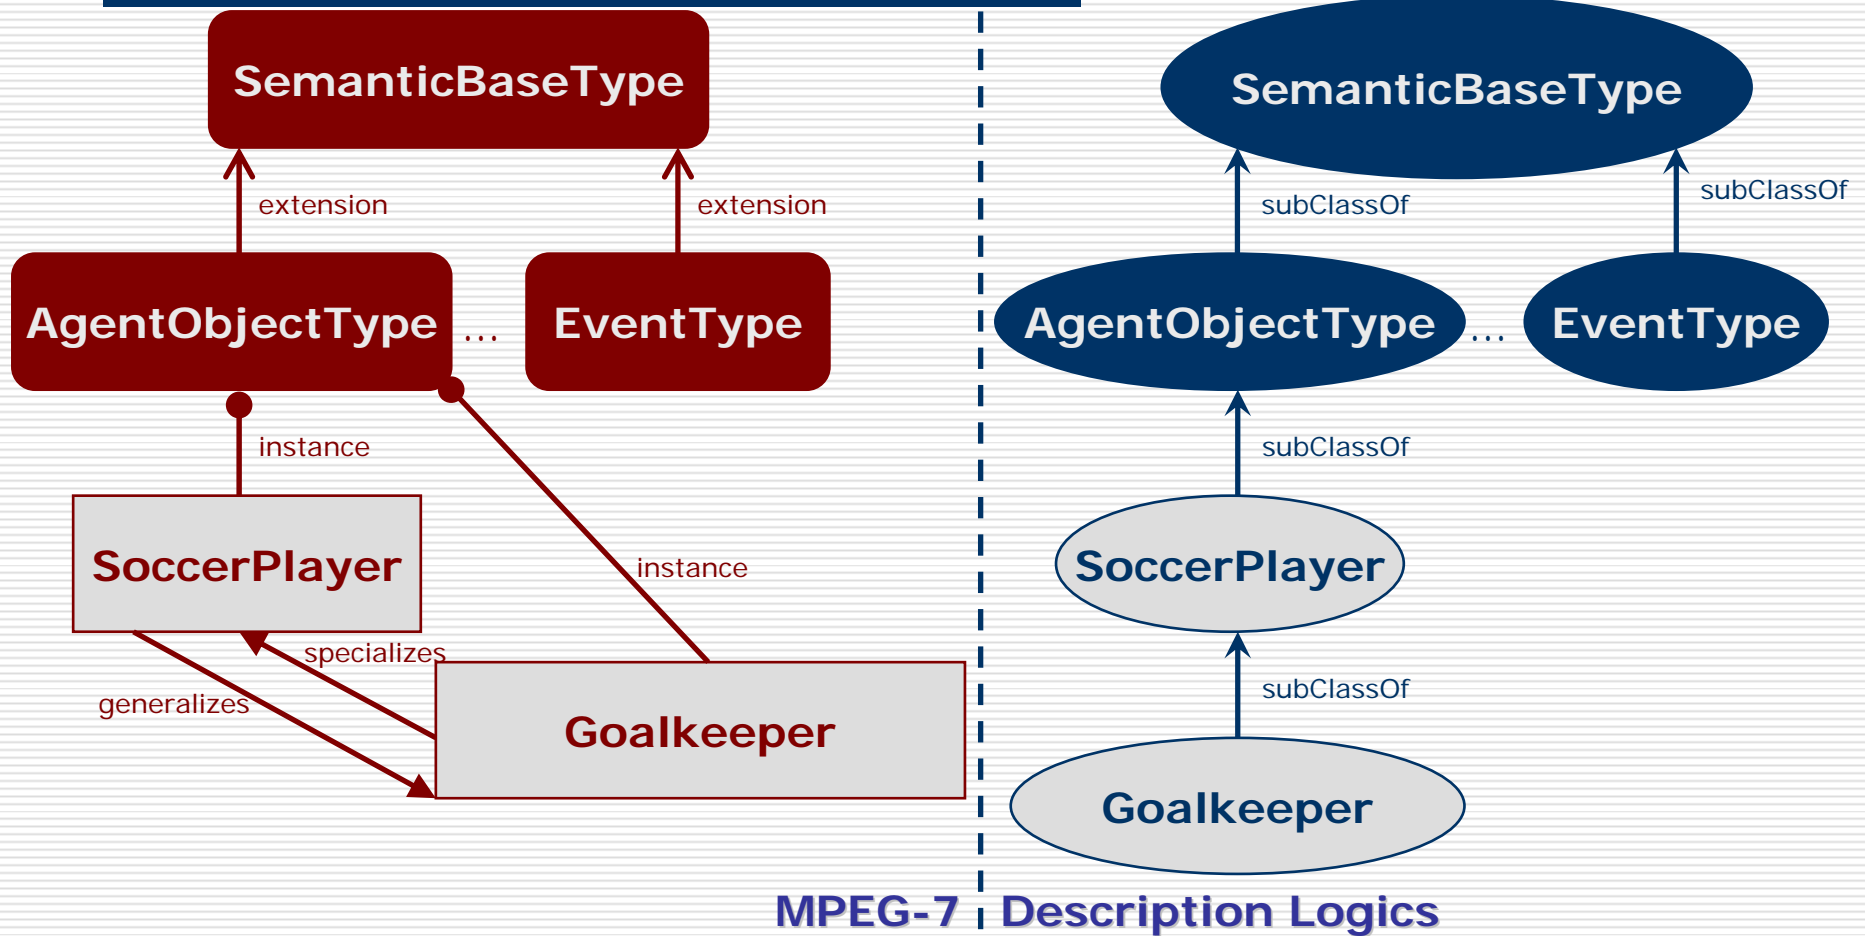 SemanticBaseType
extension
extension
AgentObjectType
...
EventType
instance
SoccerPlayer
instance
specializes
generalizes
Goalkeeper
MPEG-7
SemanticBaseType
subClassOf
subClassOf
AgentObjectType
...
EventType
subClassOf
SoccerPlayer
subClassOf
Goalkeeper
Description Logics